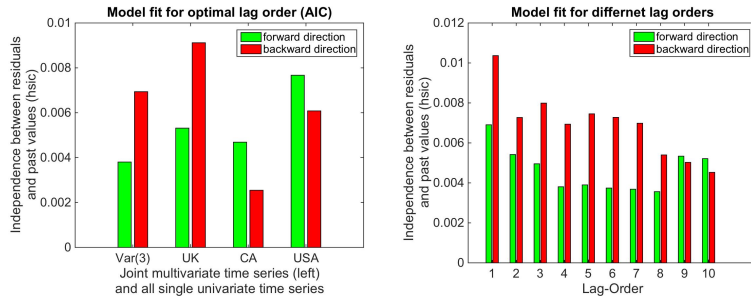 Model fit for optimal lag order (AIC)
Independence between residuals
and past values (hsic)
0.01
0.008
0.006
0.004
0.002
0
forward direction
backward direction
Var(3) UK CA USA
Joint multivariate time series (left)
and all single univariate time series
Model fit for differnet lag orders
Independence between residuals
and past values (hsic)
0.012
0.01
0.008
0.006
0.004
0.002
0
forward direction
backward direction
1 2 3 4 5 6 7 8 9 10
Lag-Order